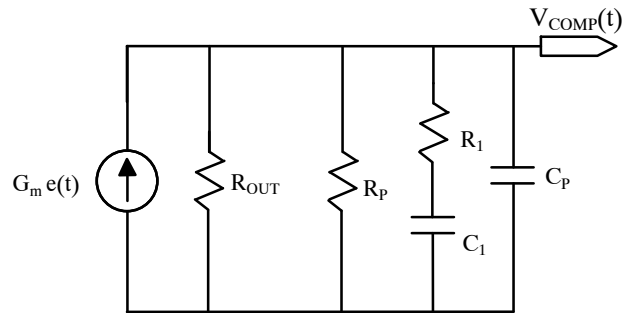 V_COMP(t)
G_m e(t)
R_OUT
R_P
R_1
C_1
C_P